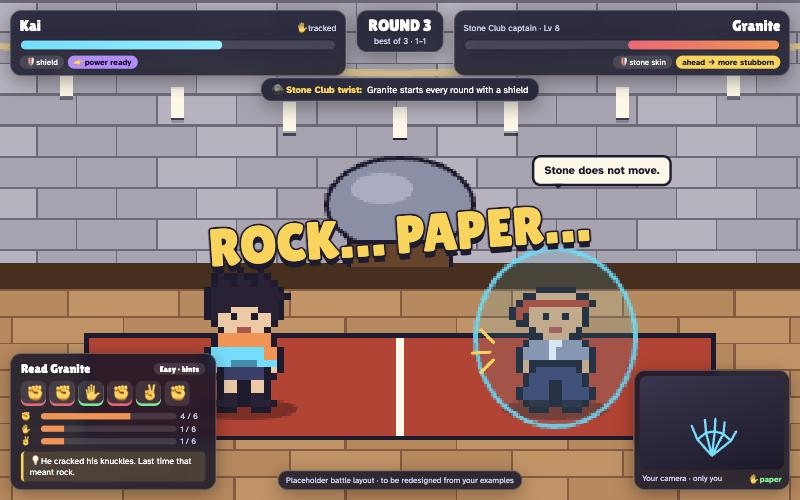 Kai
tracked
shield
power ready
ROUND 3
best of 3 · 1-1
Stone Club captain · Lv 8
Granite
stone skin
ahead → more stubborn
Stone Club twist: Granite starts every round with a shield
Stone does not move.
ROCK... PAPER...
Read Granite
Easy · hints
4 / 6
1 / 6
1 / 6
He cracked his knuckles. Last time that
meant rock.
Placeholder battle layout · to be redesigned from your examples
Your camera · only you
paper